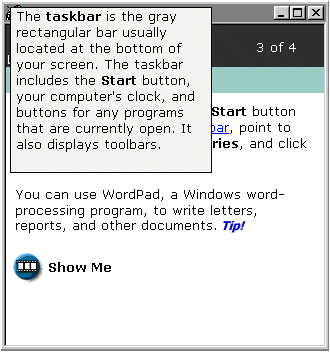 The taskbar is the gray
rectangular bar usually
located at the bottom of
your screen. The taskbar
includes the Start button,
your computer's clock, and
buttons for any programs
that are currently open. It
also displays toolbars.
3 of 4
Start button
bar, point to
ries, and click
You can use WordPad, a Windows word-
processing program, to write letters,
reports, and other documents. Tip!
Show Me